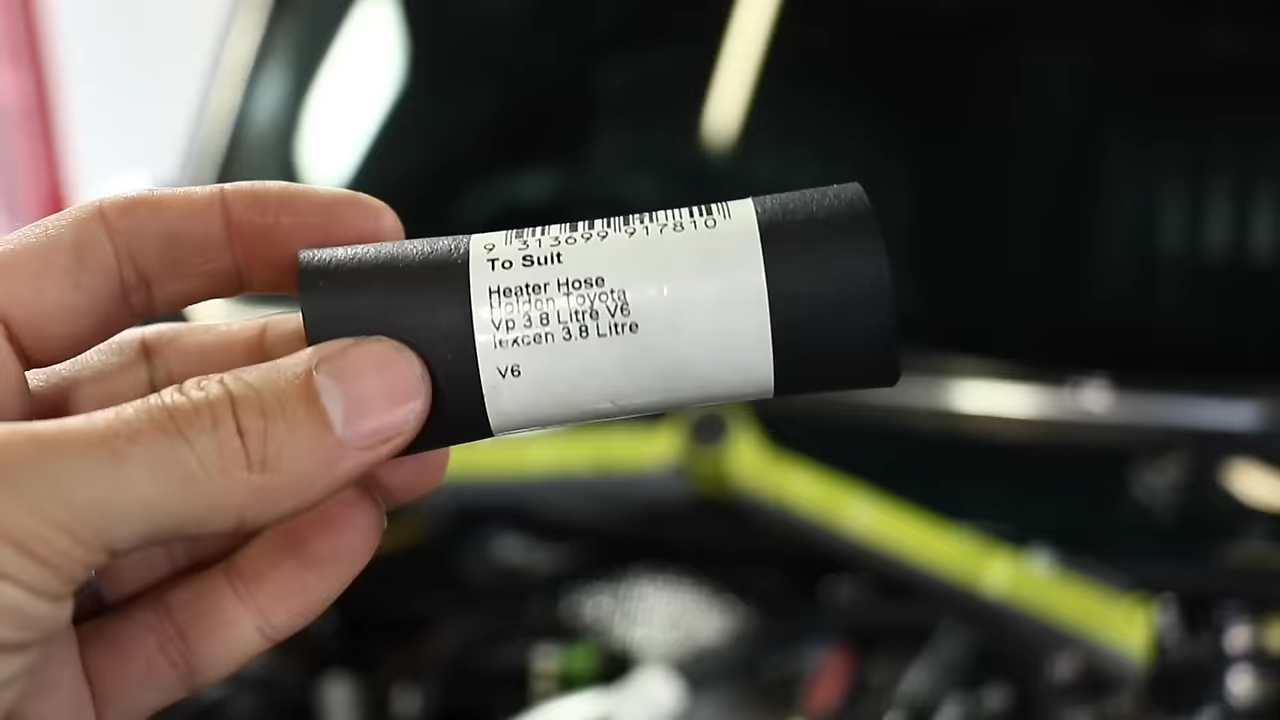 9 313699 917810
To Suit
Heater Hose
Holden Toyota
Vp 3.8 Litre V6
lexcen 3.8 Litre
V6